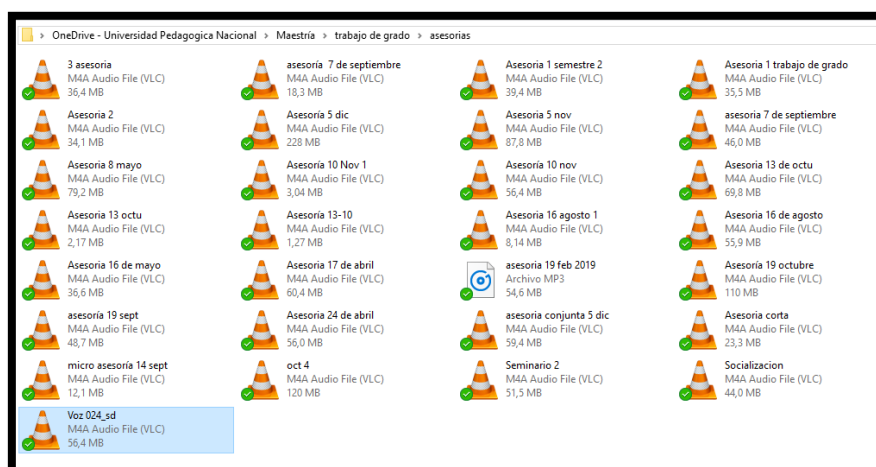 OneDrive - Universidad Pedagogica Nacional > Maestría > trabajo de grado > asesorias
3 asesoria
M4A Audio File (VLC)
36,4 MB
asesoría  7 de septiembre
M4A Audio File (VLC)
18,3 MB
Asesoria 1 semestre 2
M4A Audio File (VLC)
39,4 MB
Asesoria 1 trabajo de grado
M4A Audio File (VLC)
35,5 MB
Asesoria 2
M4A Audio File (VLC)
34,1 MB
Asesoría 5 dic
M4A Audio File (VLC)
228 MB
Asesoria 5 nov
M4A Audio File (VLC)
87,8 MB
asesoria 7 de septiembre
M4A Audio File (VLC)
46,0 MB
Asesoria 8 mayo
M4A Audio File (VLC)
79,2 MB
Asesoría 10 Nov 1
M4A Audio File (VLC)
3,04 MB
Asesoría 10 nov
M4A Audio File (VLC)
56,4 MB
Asesoria 13 de octu
M4A Audio File (VLC)
69,8 MB
Asesoria 13 octu
M4A Audio File (VLC)
2,17 MB
Asesoría 13-10
M4A Audio File (VLC)
1,27 MB
Asesoria 16 agosto 1
M4A Audio File (VLC)
8,14 MB
Asesoria 16 de agosto
M4A Audio File (VLC)
55,9 MB
Asesoria 16 de mayo
M4A Audio File (VLC)
36,6 MB
Asesoria 17 de abril
M4A Audio File (VLC)
60,4 MB
asesoria 19 feb 2019
Archivo MP3
54,6 MB
Asesoría 19 octubre
M4A Audio File (VLC)
110 MB
asesoría 19 sept
M4A Audio File (VLC)
48,7 MB
Asesoria 24 de abril
M4A Audio File (VLC)
56,0 MB
asesoria conjunta 5 dic
M4A Audio File (VLC)
59,4 MB
Asesoria corta
M4A Audio File (VLC)
23,3 MB
micro asesoría 14 sept
M4A Audio File (VLC)
12,1 MB
oct 4
M4A Audio File (VLC)
120 MB
Seminario 2
M4A Audio File (VLC)
51,5 MB
Socializacion
M4A Audio File (VLC)
44,0 MB
Voz 024_sd
M4A Audio File (VLC)
56,4 MB